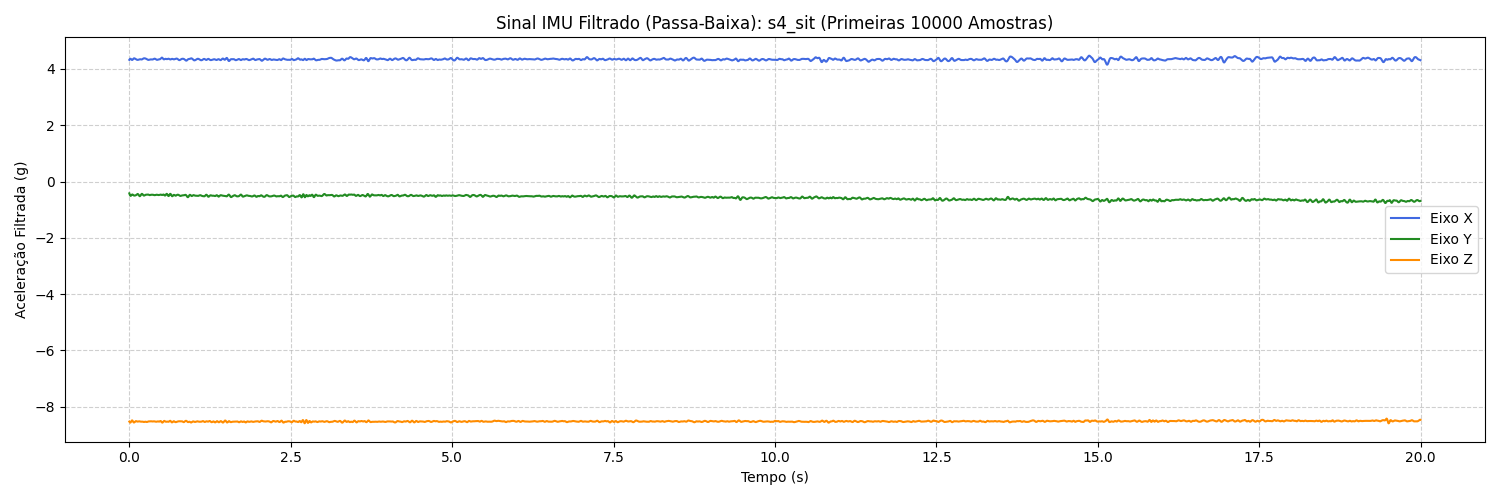 Sinal IMU Filtrado (Passa-Baixa): s4_sit (Primeiras 10000 Amostras)
Aceleração Filtrada (g)
4
2
0
−2
−4
−6
−8
Eixo X
Eixo Y
Eixo Z
0.0 2.5 5.0 7.5 10.0 12.5 15.0 17.5 20.0
Tempo (s)